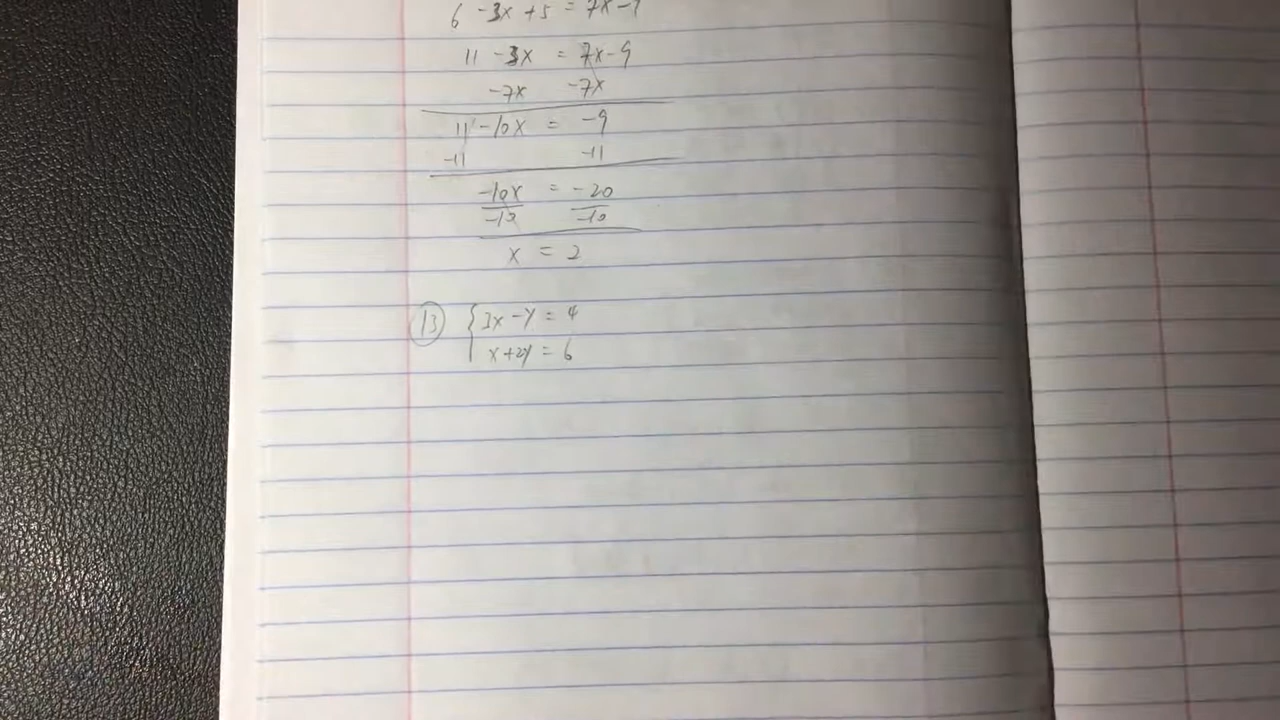 6 -3x +5 = 7x-9
11 -3x = 7x-9
-7x -7x
11 -10x = -9
-11 -11
-10x = -20
-10 -10
x = 2
13 { 3x-y = 4
x+2y = 6